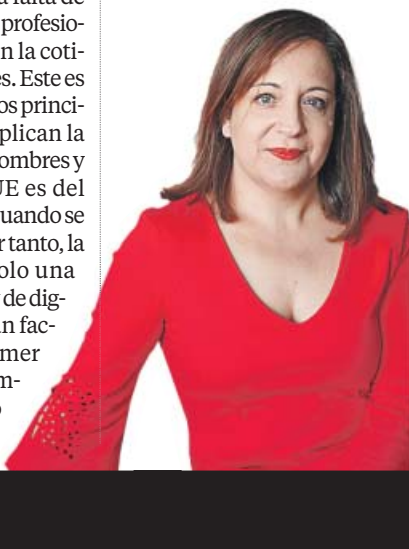 a falta de
profesio-
n la coti-
es. Este es
os princi-
plican la
ombres y
UE es del
uando se
r tanto, la
olo una
de dig-
n fac-
mer
m-
o